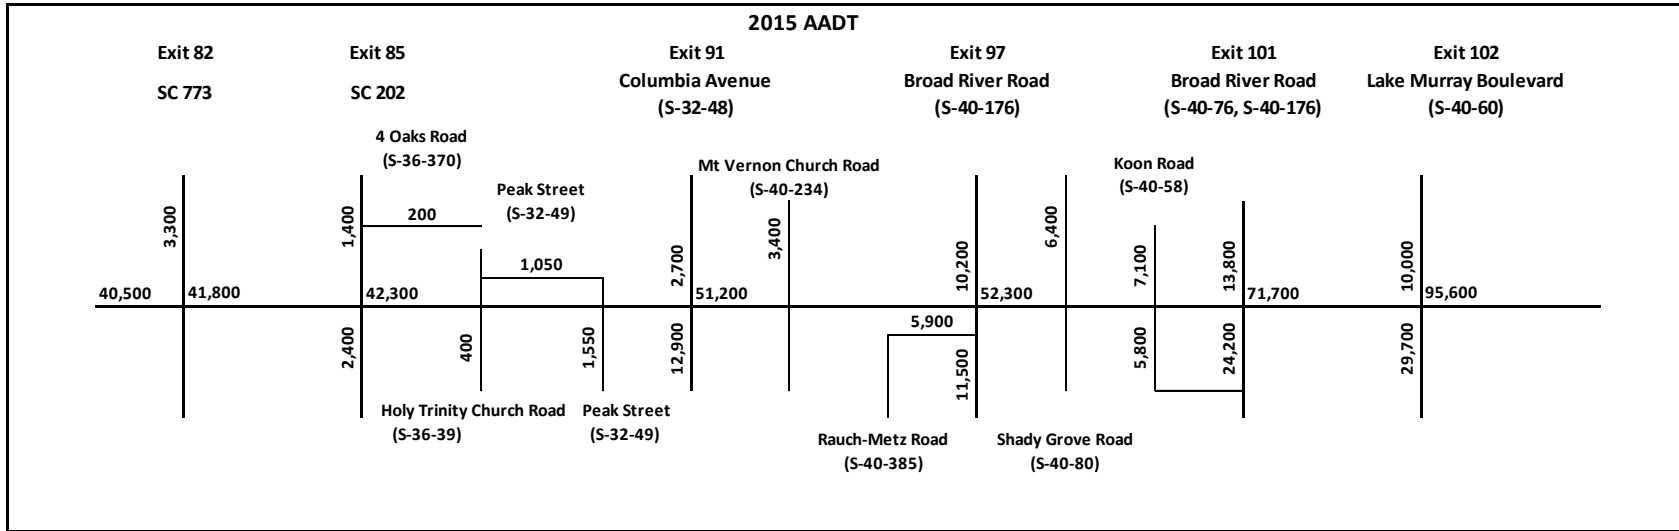 2015 AADT
Exit 82
Exit 85
Exit 91
Exit 97
Exit 101
Exit 102
SC 773
SC 202
Columbia Avenue
(S-32-48)
Broad River Road
(S-40-176)
Broad River Road
(S-40-76, S-40-176)
Lake Murray Boulevard
(S-40-60)
4 Oaks Road
(S-36-370)
Peak Street
(S-32-49)
Mt Vernon Church Road
(S-40-234)
Koon Road
(S-40-58)
3,300
1,400
200
1,050
2,700
3,400
10,200
6,400
7,100
13,800
10,000
40,500
41,800
42,300
51,200
52,300
71,700
95,600
2,400
400
1,550
12,900
5,900
11,500
5,800
24,200
29,700
Holy Trinity Church Road
(S-36-39)
Peak Street
(S-32-49)
Rauch-Metz Road
(S-40-385)
Shady Grove Road
(S-40-80)